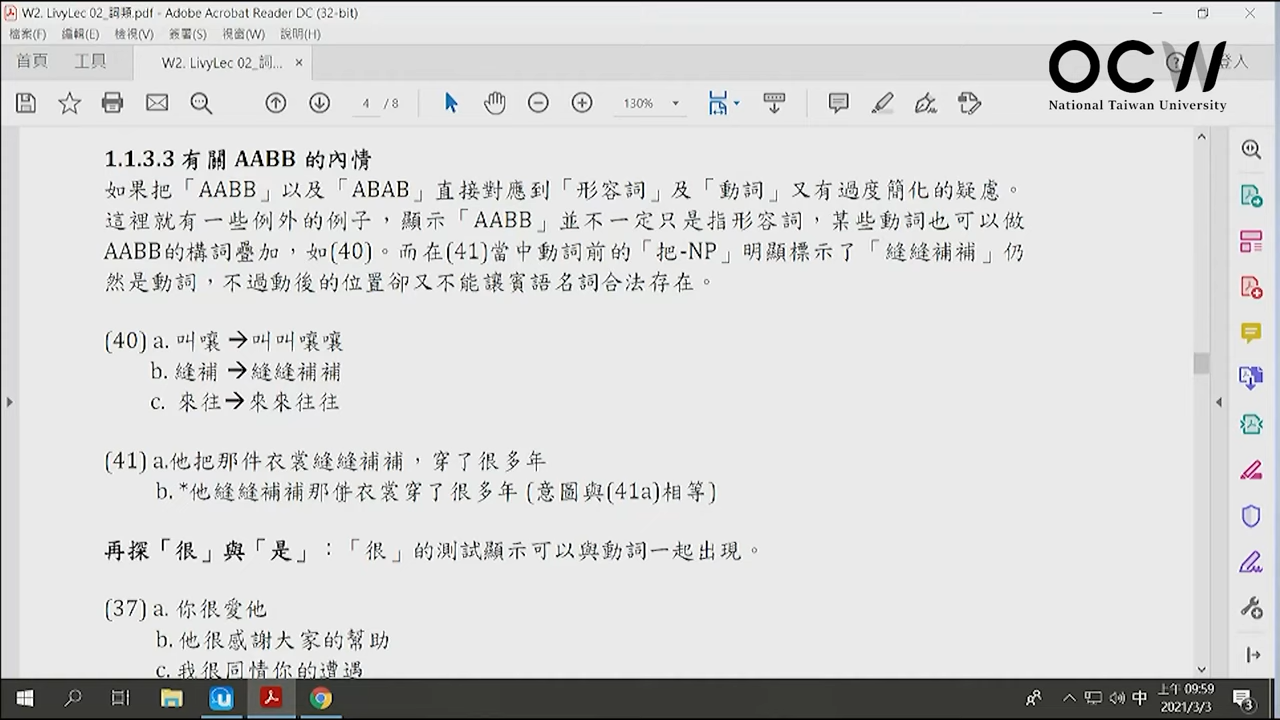 W2. LivyLec 02_詞類.pdf - Adobe Acrobat Reader DC (32-bit)
檔案(F) 編輯(E) 檢視(V) 簽署(S) 視窗(W) 說明(H)
首頁 工具 W2. LivyLec 02_詞... × 登入
OCW
National Taiwan University
4 / 8 130%
1.1.3.3 有關 AABB 的內情
如果把「AABB」以及「ABAB」直接對應到「形容詞」及「動詞」又有過度簡化的疑慮。
這裡就有一些例外的例子，顯示「AABB」並不一定只是指形容詞，某些動詞也可以做
AABB的構詞疊加，如(40)。而在(41)當中動詞前的「把-NP」明顯標示了「縫縫補補」仍
然是動詞，不過動後的位置卻又不能讓賓語名詞合法存在。
(40) a. 叫嚷 →叫叫嚷嚷
b. 縫補 →縫縫補補
c. 來往→來來往往
(41) a.他把那件衣裳縫縫補補，穿了很多年
b. *他縫縫補補那件衣裳穿了很多年 (意圖與(41a)相等)
再探「很」與「是」：「很」的測試顯示可以與動詞一起出現。
(37) a. 你很愛他
b. 他很感謝大家的幫助
c. 我很同情你的遭遇
中 上午 09:59
2021/3/3
3